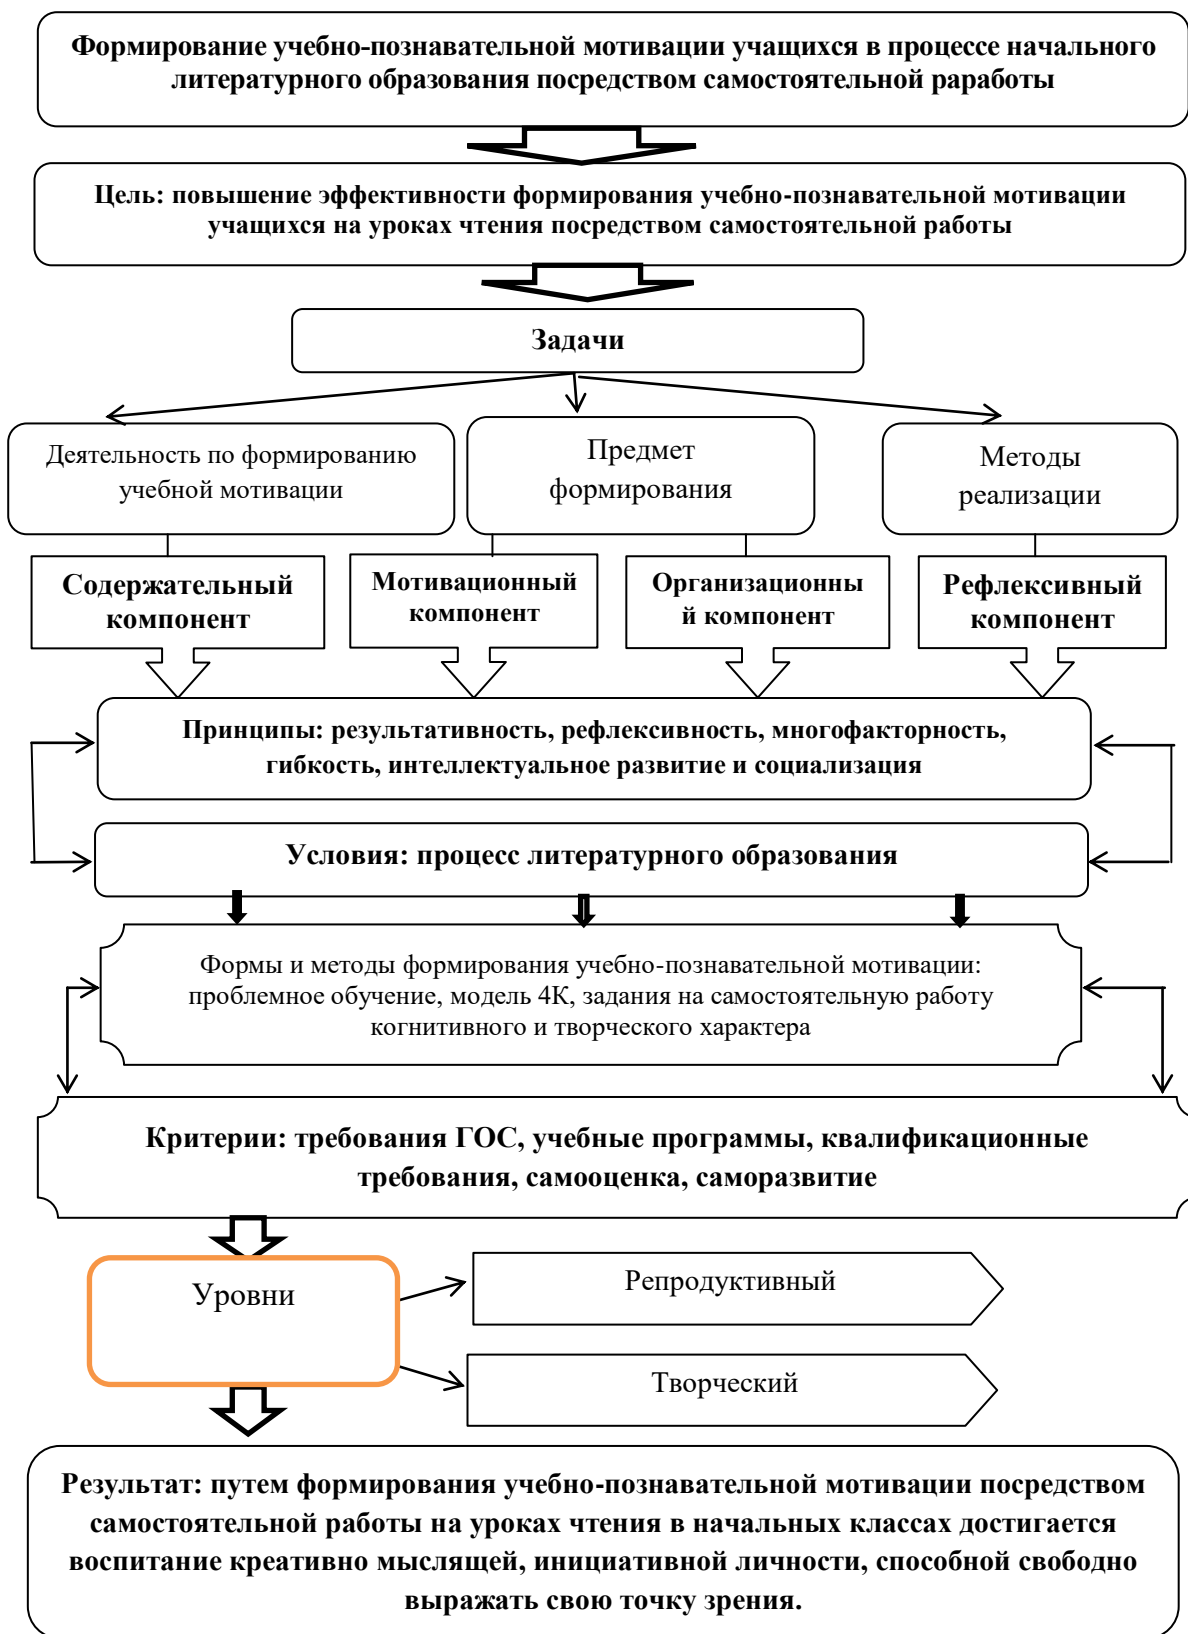 Формирование учебно-познавательной мотивации учащихся в процессе начального
литературного образования посредством самостоятельной раработы
Цель: повышение эффективности формирования учебно-познавательной мотивации
учащихся на уроках чтения посредством самостоятельной работы
Задачи
Деятельность по формированию
учебной мотивации
Предмет
формирования
Методы
реализации
Содержательный
компонент
Мотивационный
компонент
Организационны
й компонент
Рефлексивный
компонент
Принципы: результативность, рефлексивность, многофакторность,
гибкость, интеллектуальное развитие и социализация
Условия: процесс литературного образования
Формы и методы формирования учебно-познавательной мотивации:
проблемное обучение, модель 4К, задания на самостоятельную работу
когнитивного и творческого характера
Критерии: требования ГОС, учебные программы, квалификационные
требования, самооценка, саморазвитие
Уровни
Репродуктивный
Творческий
Результат: путем формирования учебно-познавательной мотивации посредством
самостоятельной работы на уроках чтения в начальных классах достигается
воспитание креативно мыслящей, инициативной личности, способной свободно
выражать свою точку зрения.